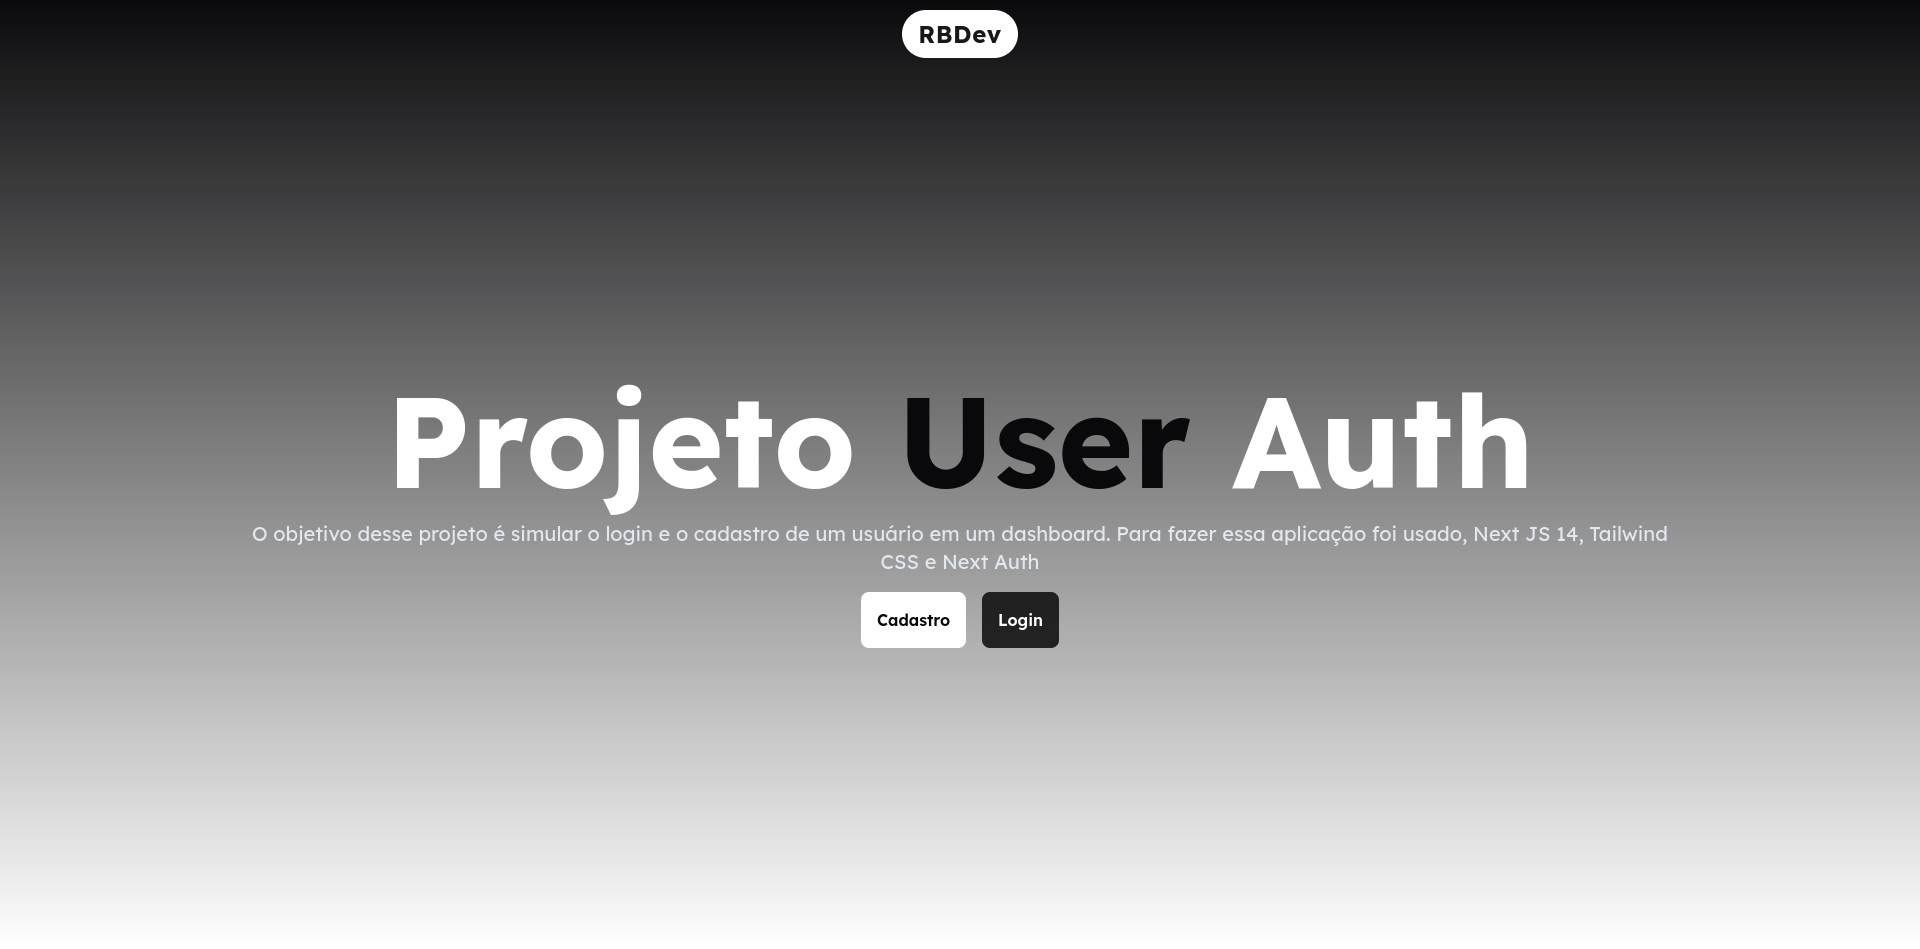 RBDev
Projeto User Auth
O objetivo desse projeto é simular o login e o cadastro de um usuário em um dashboard. Para fazer essa aplicação foi usado, Next JS 14, Tailwind
CSS e Next Auth
Cadastro Login